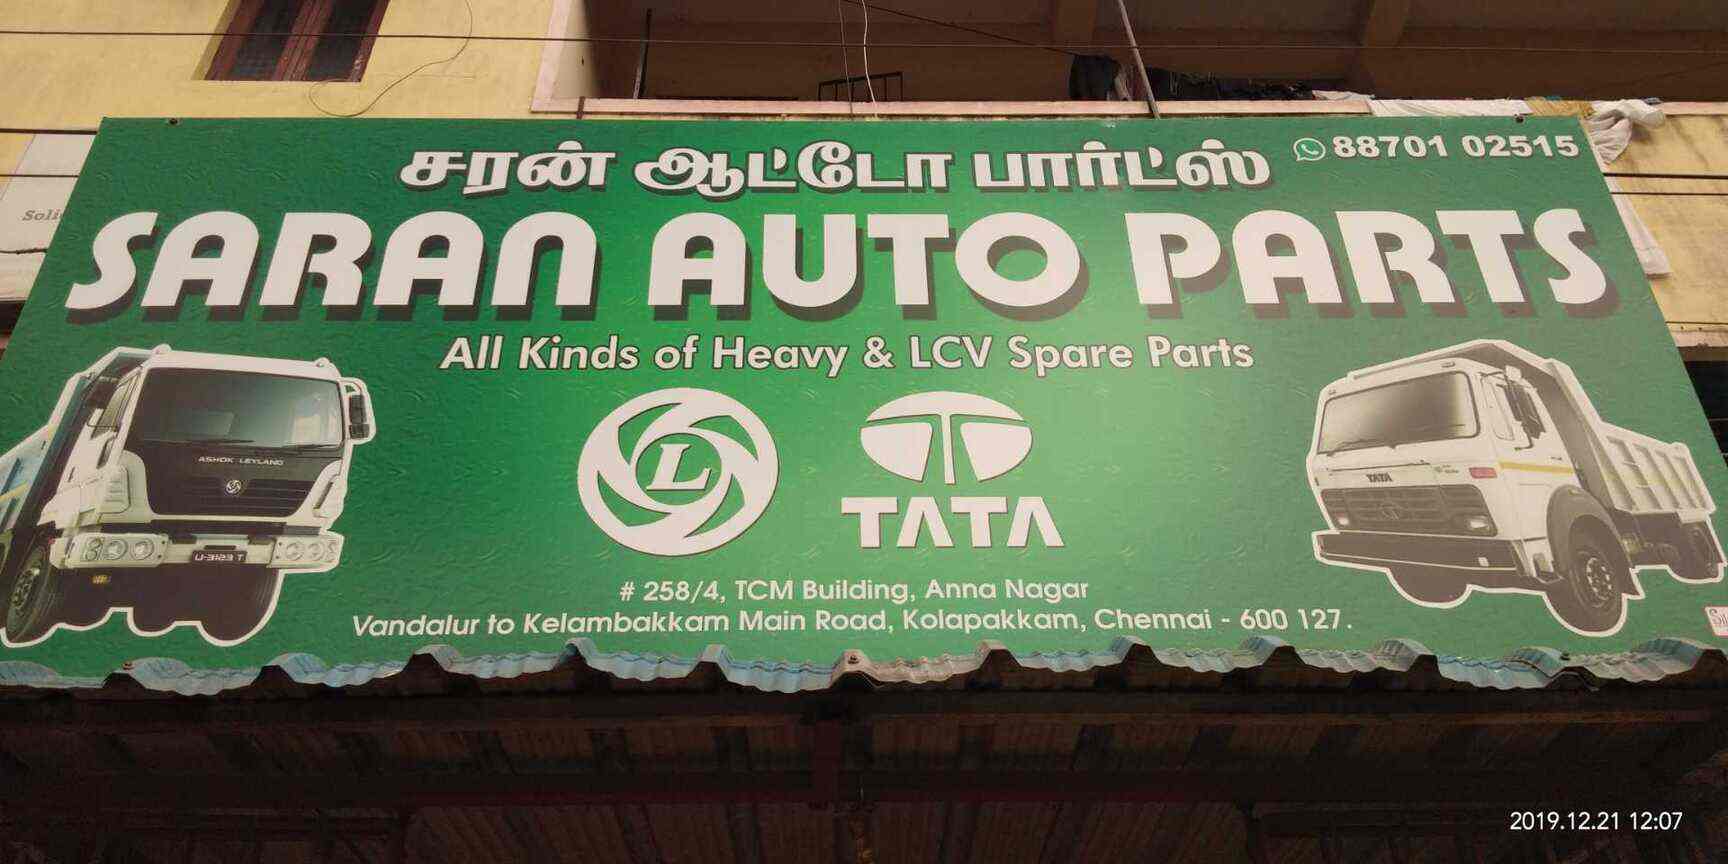 சரன் ஆட்டோ பார்ட்ஸ்
88701 02515
SARAN AUTO PARTS
All Kinds of Heavy & LCV Spare Parts
ASHOK LEYLAND
U-3123 T
L
TATA
TATA
# 258/4, TCM Building, Anna Nagar
Vandalur to Kelambakkam Main Road, Kolapakkam, Chennai - 600 127.
2019.12.21 12:07